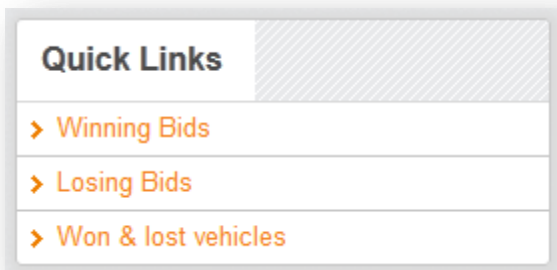 Quick Links
Winning Bids
Losing Bids
Won & lost vehicles